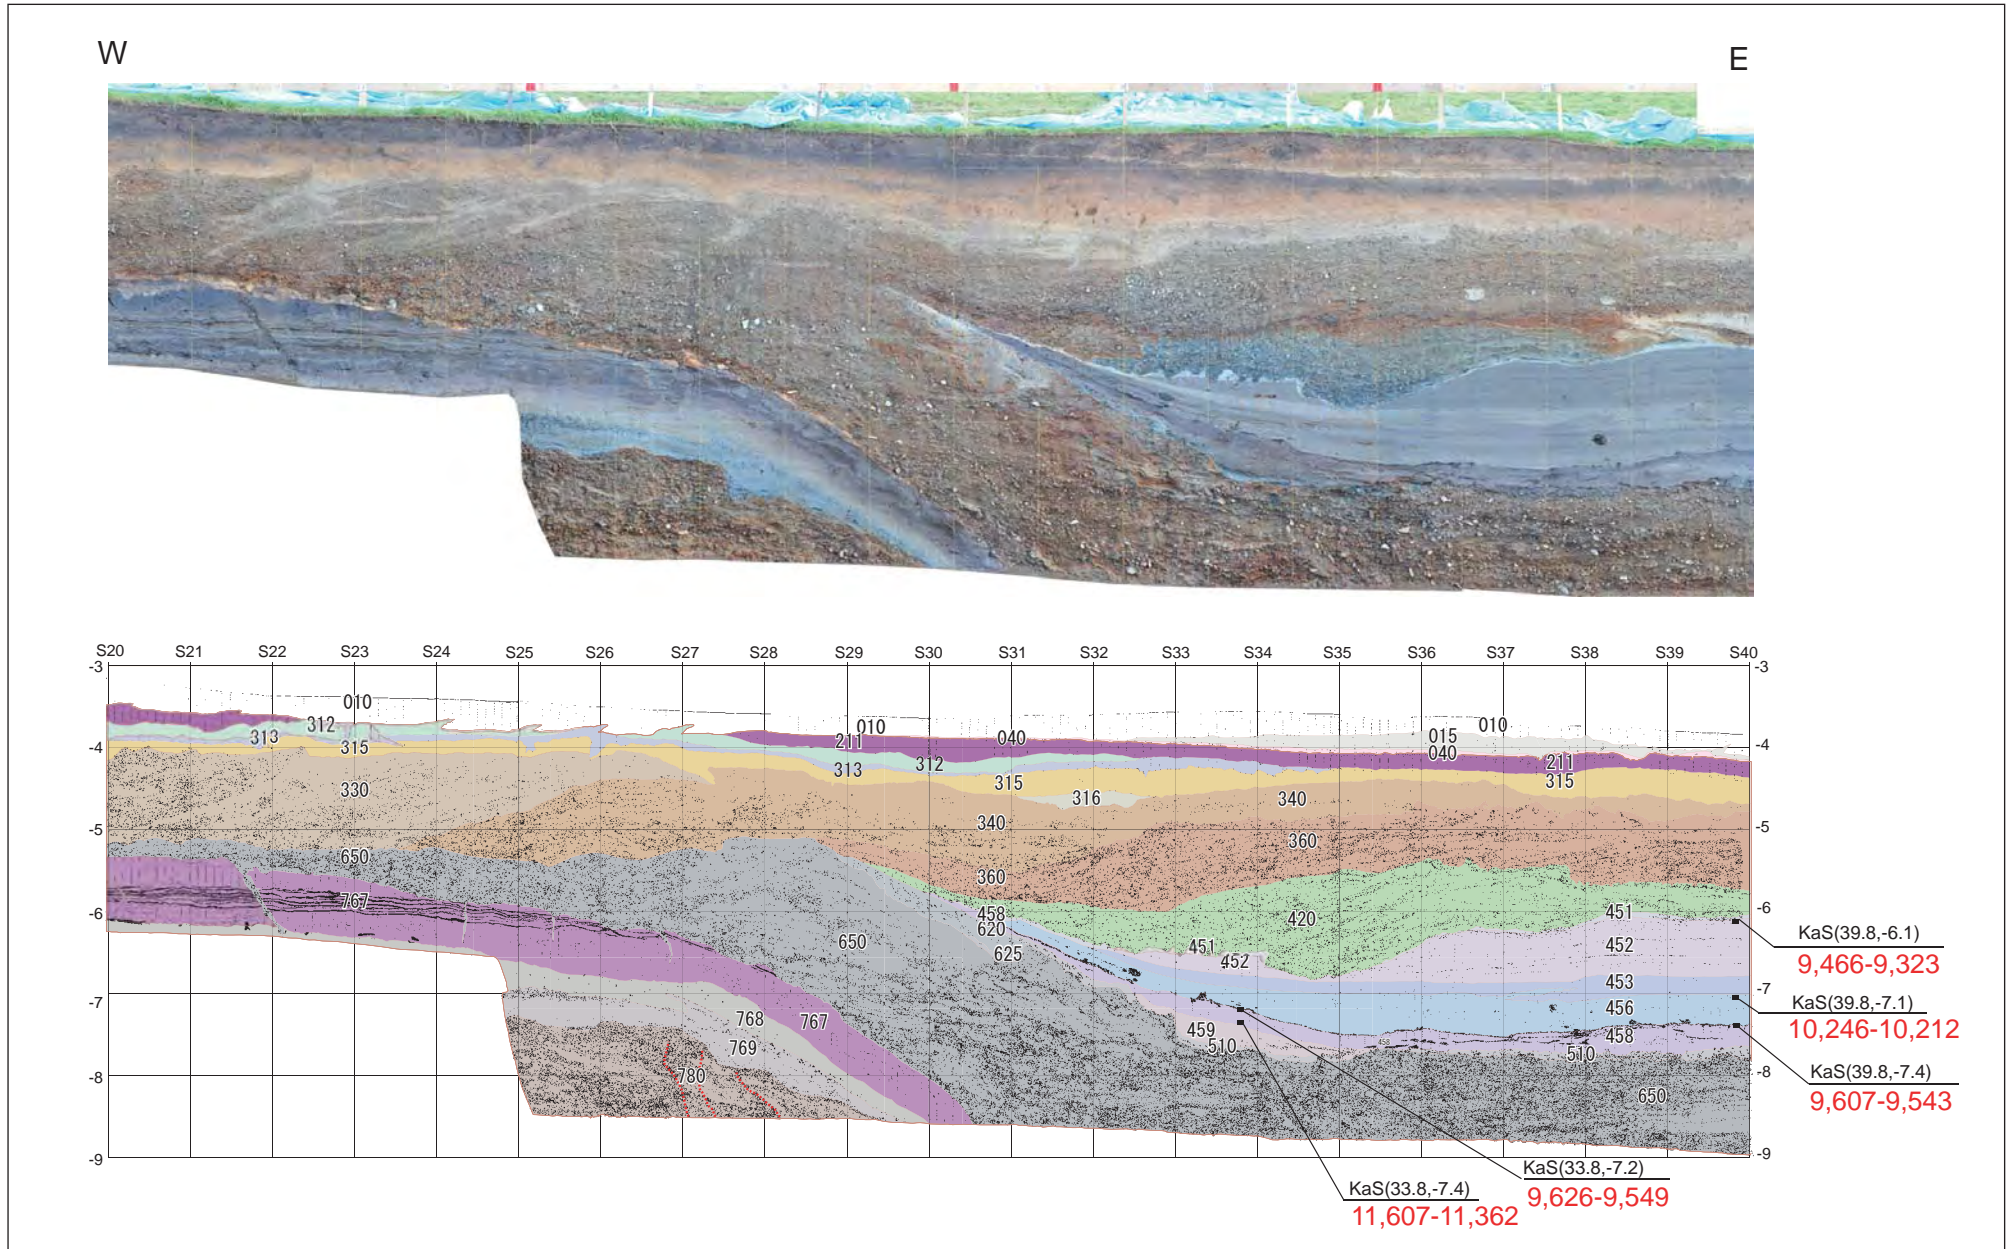 W E
S20 S21 S22 S23 S24 S25 S26 S27 S28 S29 S30 S31 S32 S33 S34 S35 S36 S37 S38 S39 S40
-3 -3
010
312 010 010
313 315 211 040 015
-4 040 211 -4
313 312
315 315
330 316 340
340
-5 -5
360
650
360
767 458 420 451
-6 -6
620
650 625 451 452 452
KaS(39.8,-6.1)
9,466-9,323
453
-7 -7
KaS(39.8,-7.1)
10,246-10,212
456
768 767 459 458 458
769 510 510
780
-8 -8
KaS(39.8,-7.4)
9,607-9,543
650
-9 -9
KaS(33.8,-7.2)
9,626-9,549
KaS(33.8,-7.4)
11,607-11,362